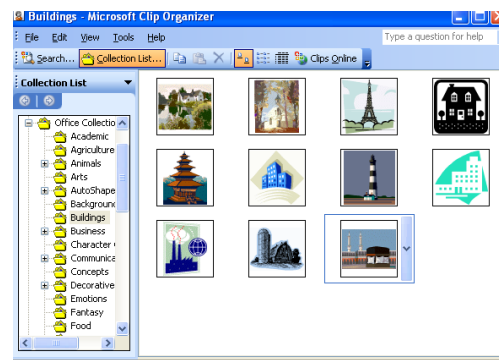 Buildings - Microsoft Clip Organizer
File Edit View Tools Help Type a question for help
Search... Collection List... Clips Online
Collection List
Office Collectio
Academic
Agriculture
Animals
Arts
AutoShape
Background
Buildings
Business
Character
Communica
Concepts
Decorative
Emotions
Fantasy
Food